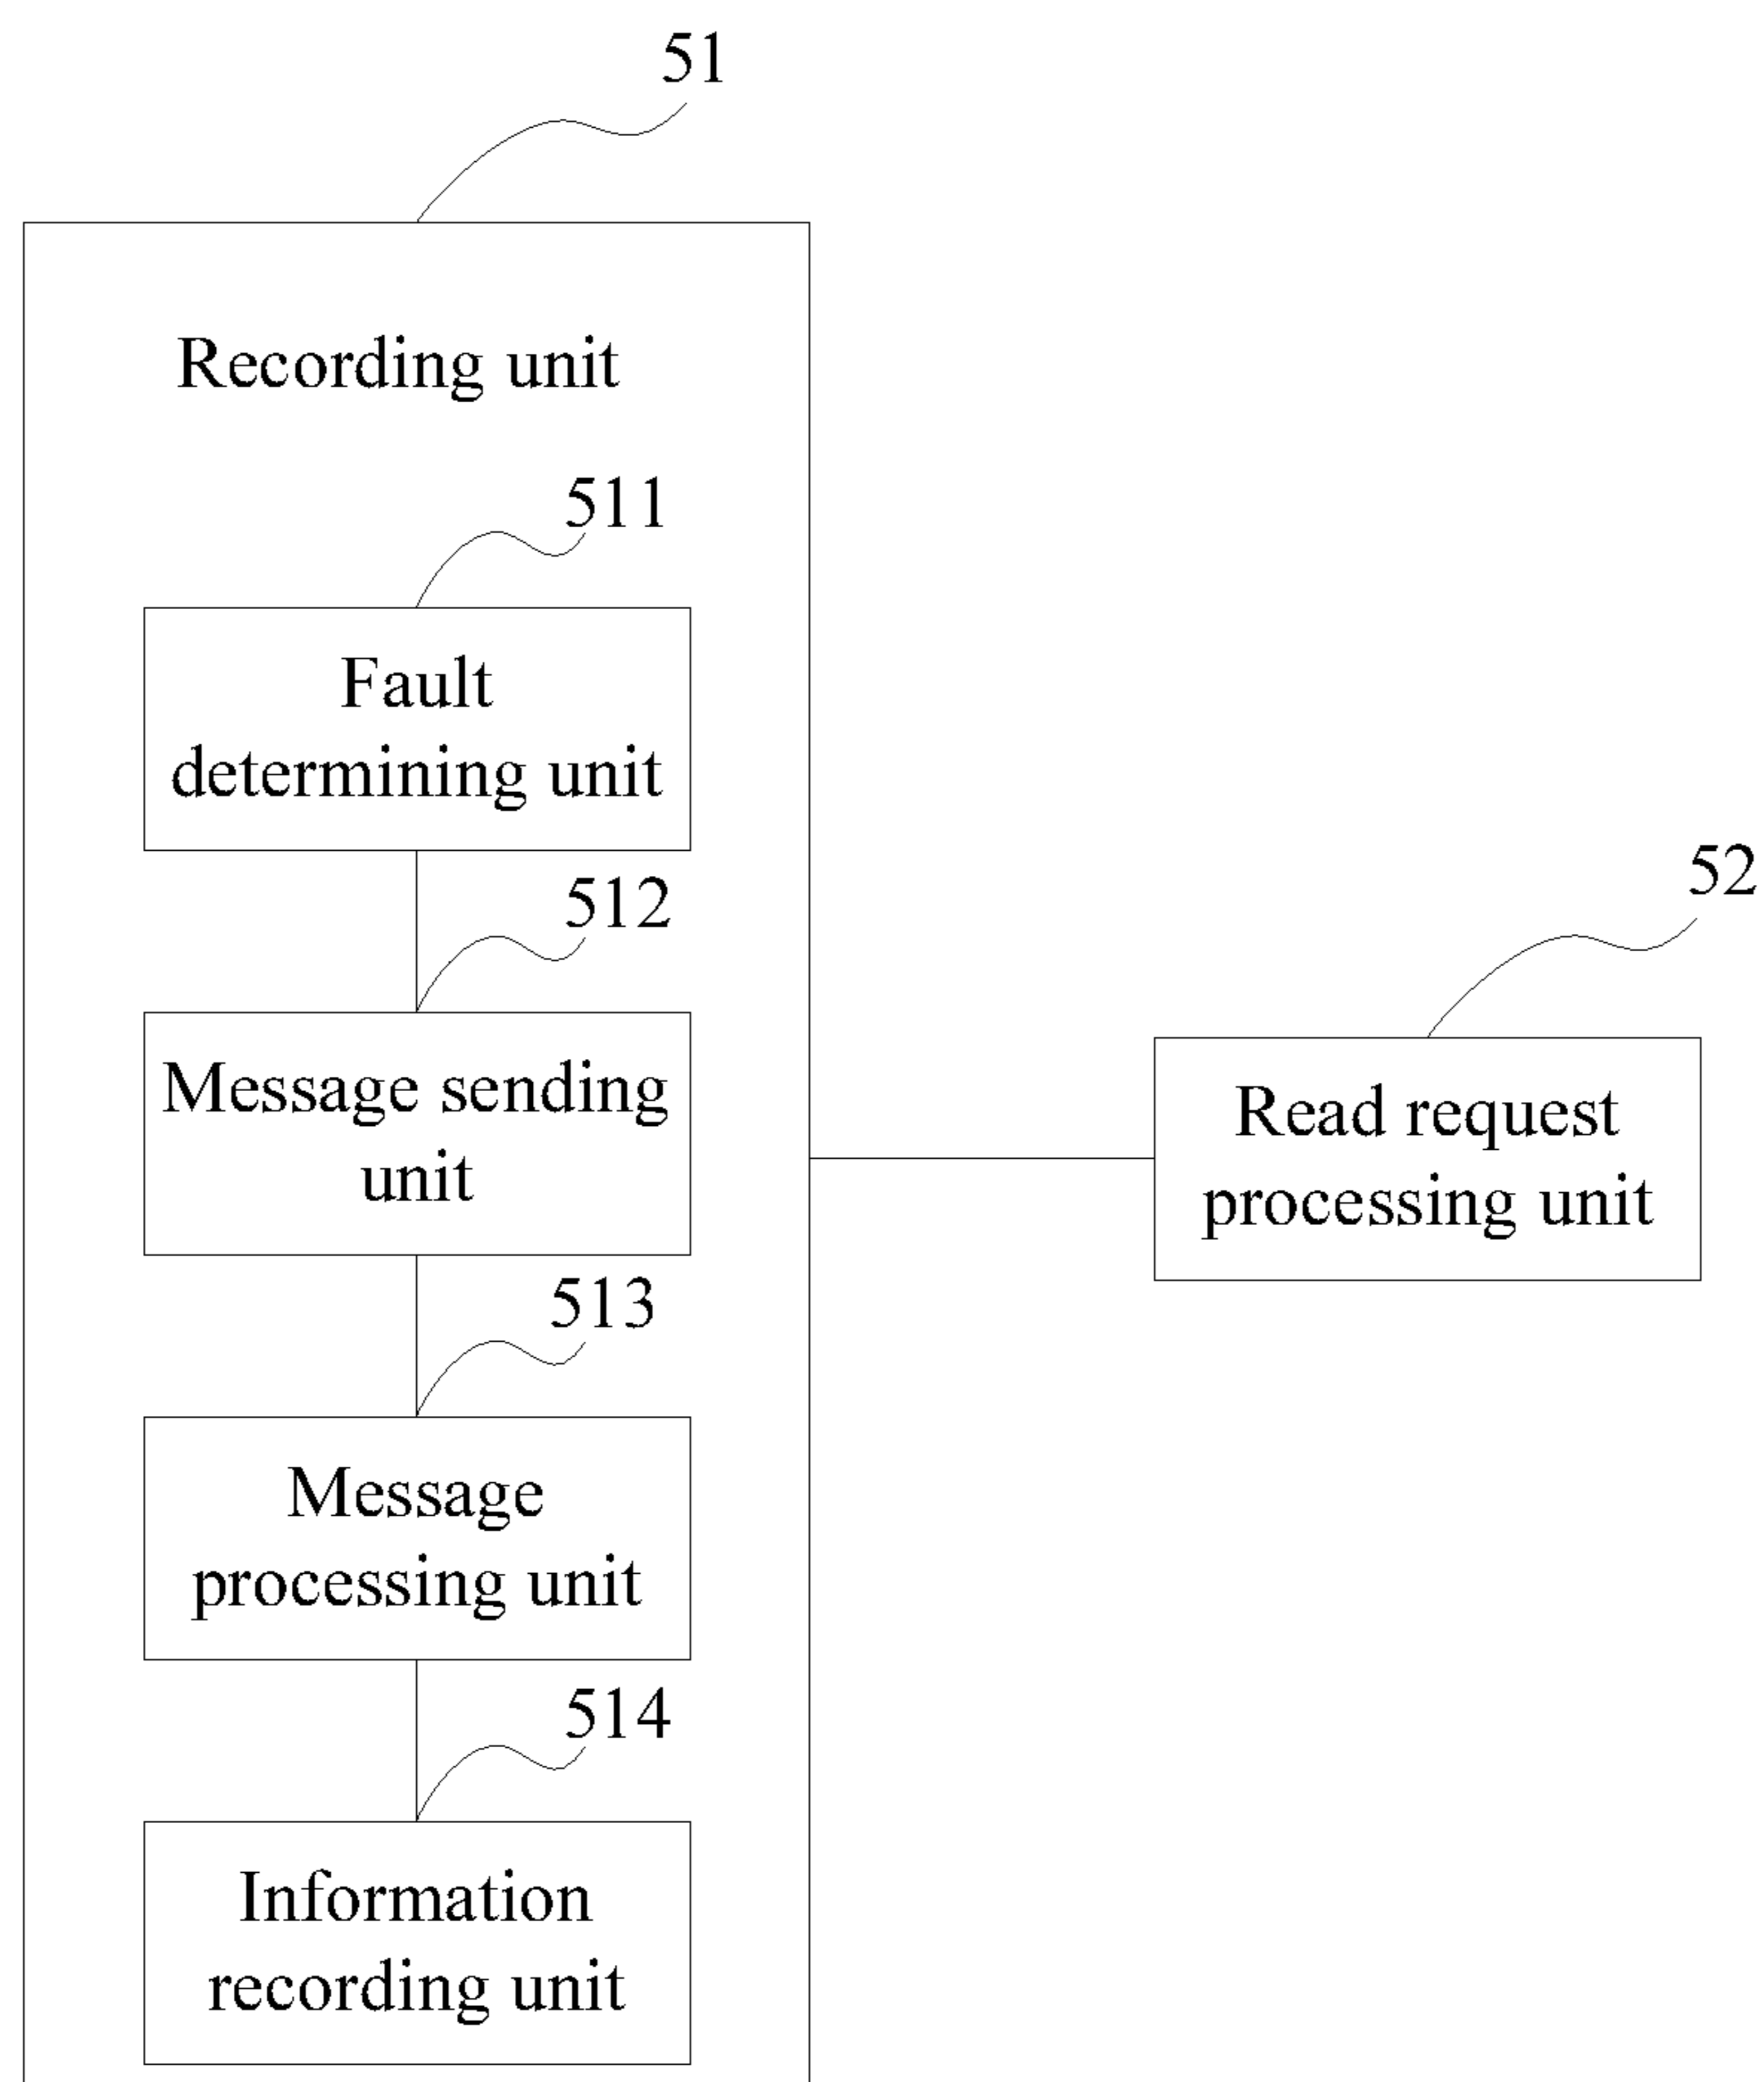 51
Recording unit
511
Fault
determining unit
512
Message sending
unit
513
Message
processing unit
514
Information
recording unit
52
Read request
processing unit